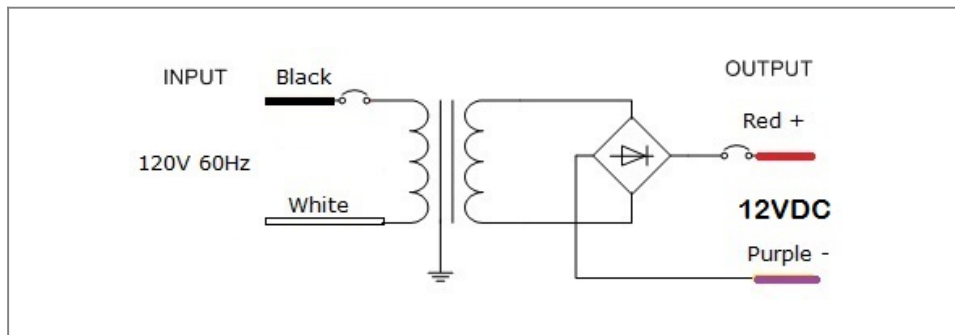 INPUT
Black
OUTPUT
Red +
120V 60Hz
White
12VDC
Purple -